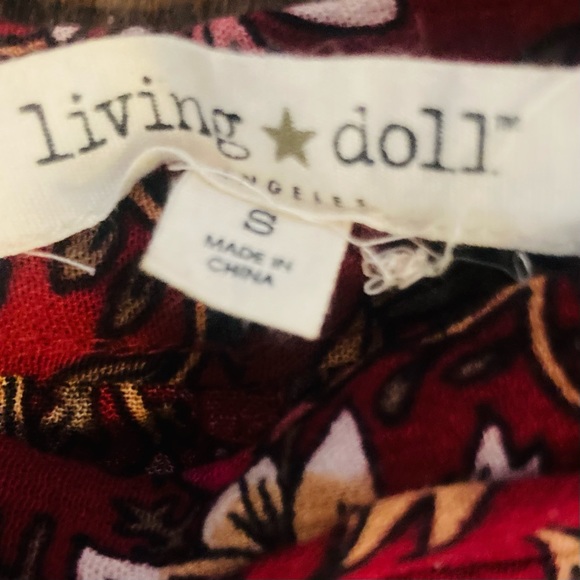 living ★ doll™
ANGELES
S
MADE IN
CHINA